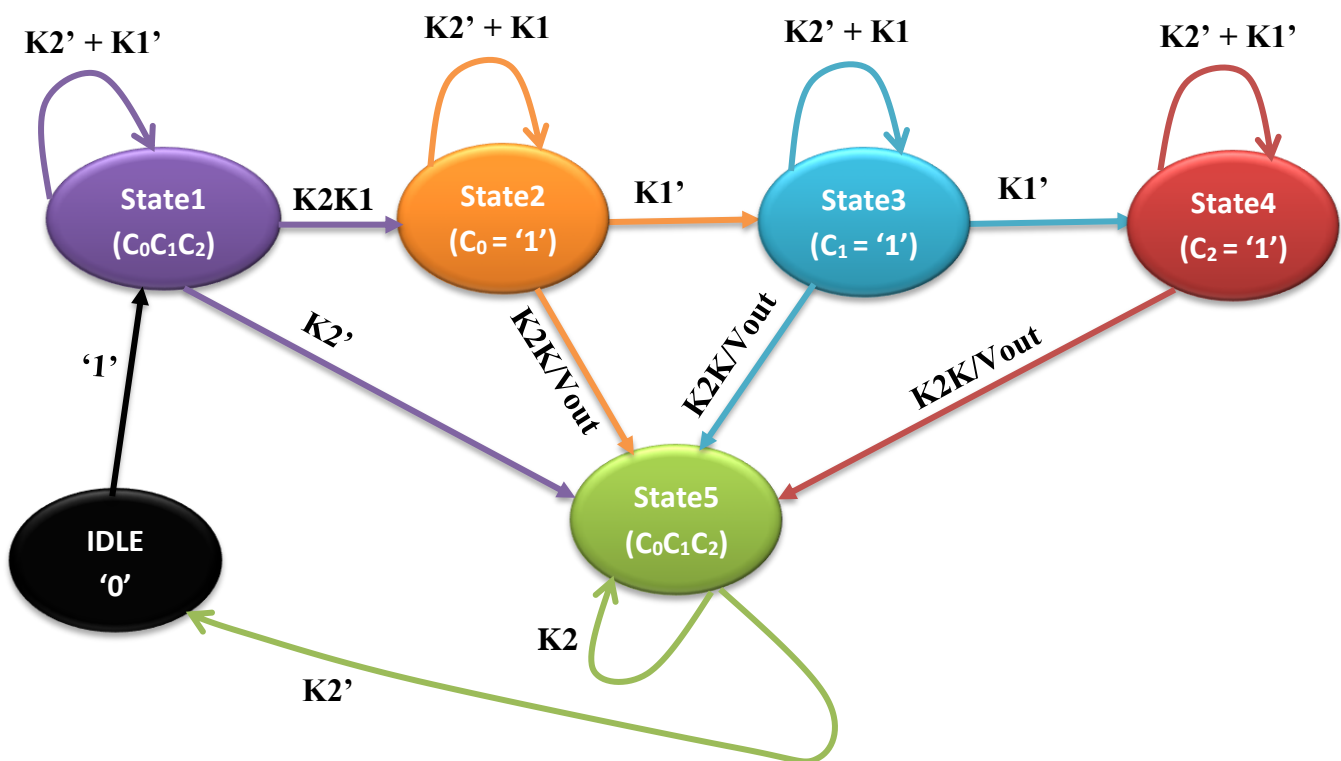 K2’ + K1’
K2’ + K1
K2’ + K1
K2’ + K1’
State1
(C₀C₁C₂)
K2K1
State2
(C₀ = ‘1’)
K1’
State3
(C₁ = ‘1’)
K1’
State4
(C₂ = ‘1’)
‘1’
K2’
K2K/Vout
K2K/Vout
K2K/Vout
IDLE
‘0’
State5
(C₀C₁C₂)
K2
K2’